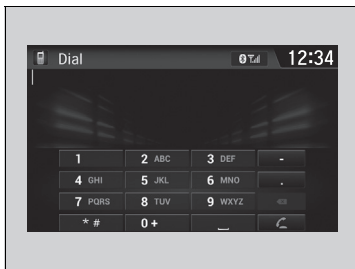 Dial 12:34
1 2 ABC 3 DEF -
4 GHI 5 JKL 6 MNO .
7 PQRS 8 TUV 9 WXYZ
* # 0 +